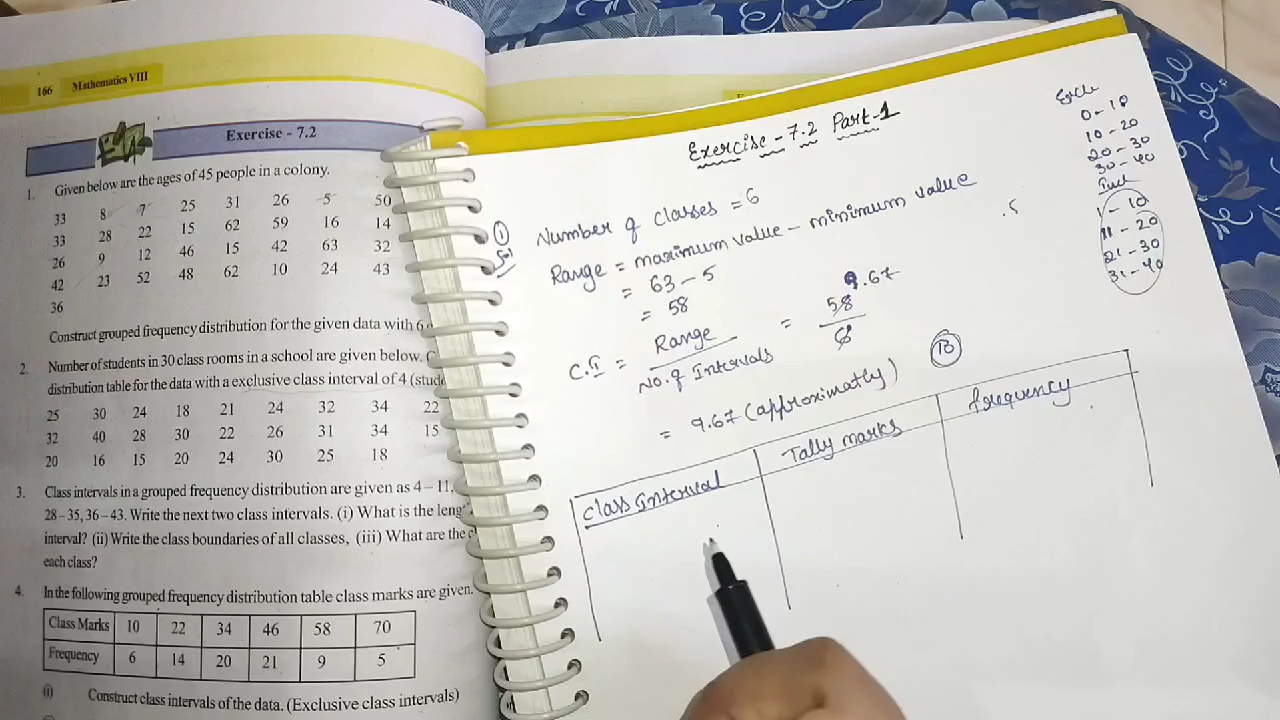 166 Mathematics VIII
Exercise - 7.2
1. Given below are the ages of 45 people in a colony.
33 8 7 25 31 26 5 50
33 28 22 15 62 59 16 14
26 9 12 46 15 42 63 32
42 23 52 48 62 10 24 43
36
Construct grouped frequency distribution for the given data with 6
2. Number of students in 30 class rooms in a school are given below.
distribution table for the data with a exclusive class interval of 4 (stude
25 30 24 18 21 24 32 34 22
32 40 28 30 22 26 31 34 15
20 16 15 20 24 30 25 18
3. Class intervals in a grouped frequency distribution are given as 4 – 11,
28 – 35, 36 – 43. Write the next two class intervals. (i) What is the leng
interval? (ii) Write the class boundaries of all classes, (iii) What are the c
each class?
4. In the following grouped frequency distribution table class marks are given.
Class Marks 10 22 34 46 58 70
Frequency 6 14 20 21 9 5
(i) Construct class intervals of the data. (Exclusive class intervals)
Exercise - 7.2 Part-1
① Number of classes = 6
Sol
Range = maximum value - minimum value
= 63 - 5
= 58
C.I = Range / No. of Intervals = 58 / 6 9.67
= 9.67 (approximatly) 10
Class Interval Tally marks frequency
0 - 10
10 - 20
20 - 30
30 - 40
1 - 10
11 - 20
21 - 30
31 - 40